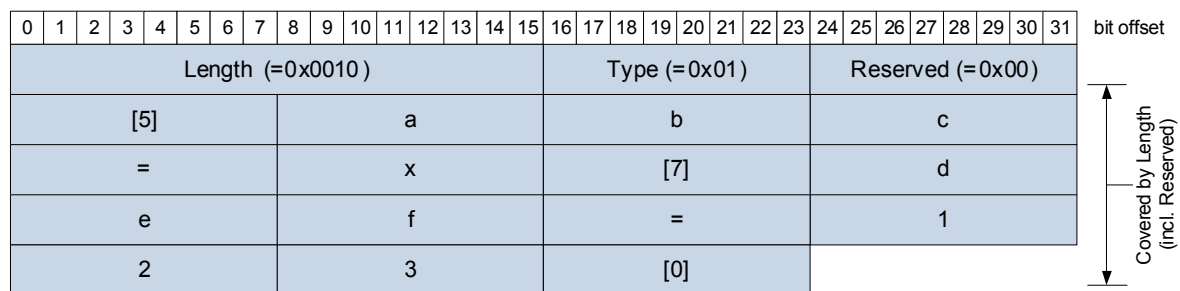 0 1 2 3 4 5 6 7 8 9 10 11 12 13 14 15 16 17 18 19 20 21 22 23 24 25 26 27 28 29 30 31 bit offset
Length (=0x0010) Type (=0x01) Reserved (=0x00)
[5] a b c
= x [7] d
e f = 1
2 3 [0]
Covered by Length
(incl. Reserved)